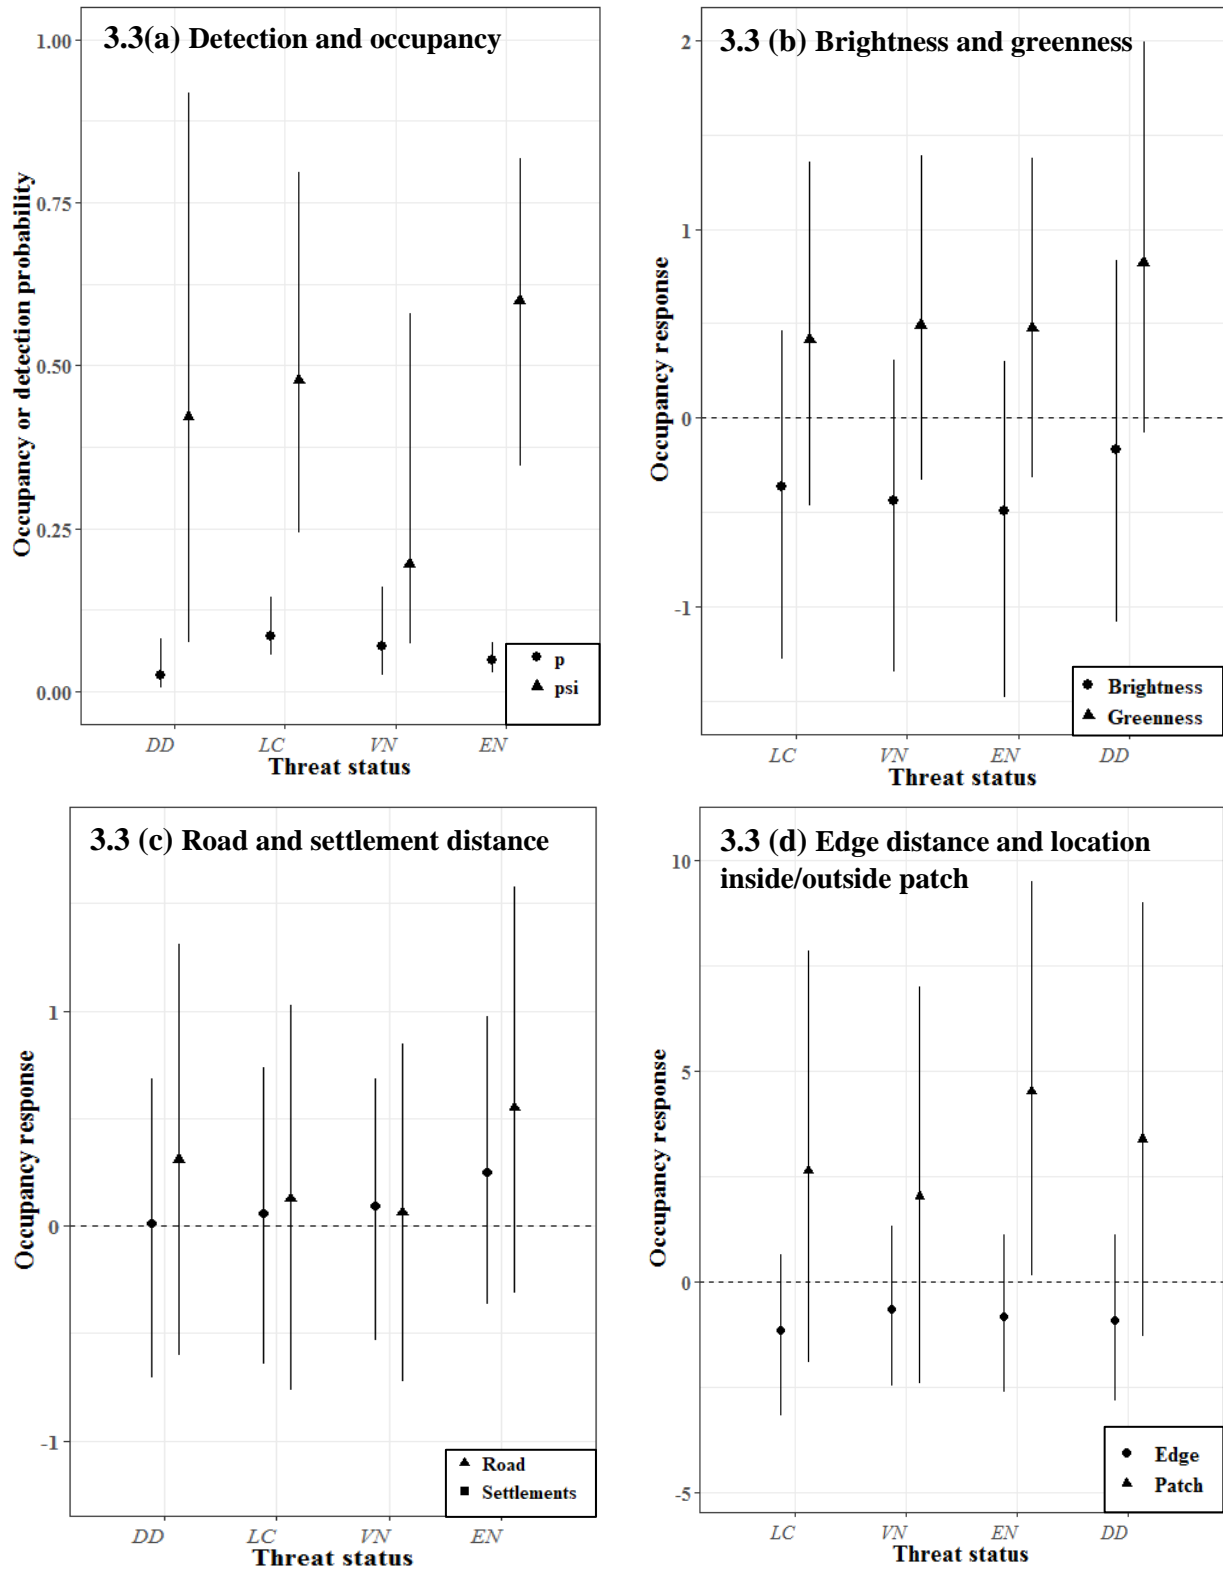 3.3(a) Detection and occupancy
Occupancy or detection probability
1.00
0.75
0.50
0.25
0.00
p
psi
DD LC VN EN
Threat status
3.3 (b) Brightness and greenness
Occupancy response
2
1
0
-1
Brightness
Greenness
LC VN EN DD
Threat status
3.3 (c) Road and settlement distance
Occupancy response
1
0
-1
Road
Settlements
DD LC VN EN
Threat status
3.3 (d) Edge distance and location
inside/outside patch
Occupancy response
10
5
0
-5
Edge
Patch
LC VN EN DD
Threat status